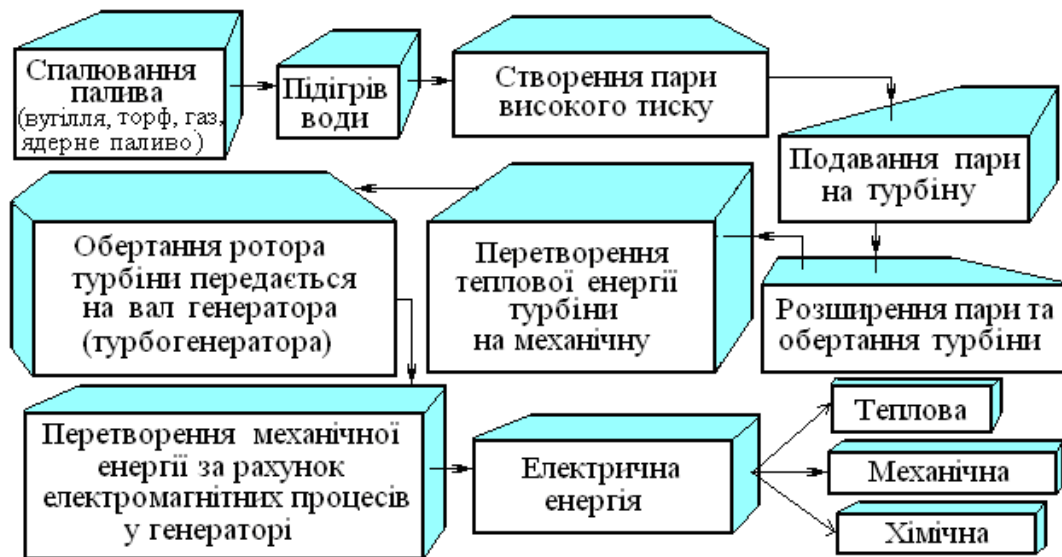 Спалювання
палива
(вугілля, торф, газ,
ядерне паливо)
Підігрів
води
Створення пари
високого тиску
Подавання пари
на турбіну
Розширення пари та
обертання турбіни
Перетворення
теплової енергії
турбіни
на механічну
Обертання ротора
турбіни передається
на вал генератора
(турбогенератора)
Перетворення механічної
енергії за рахунок
електромагнітних процесів
у генераторі
Електрична
енергія
Теплова
Механічна
Хімічна